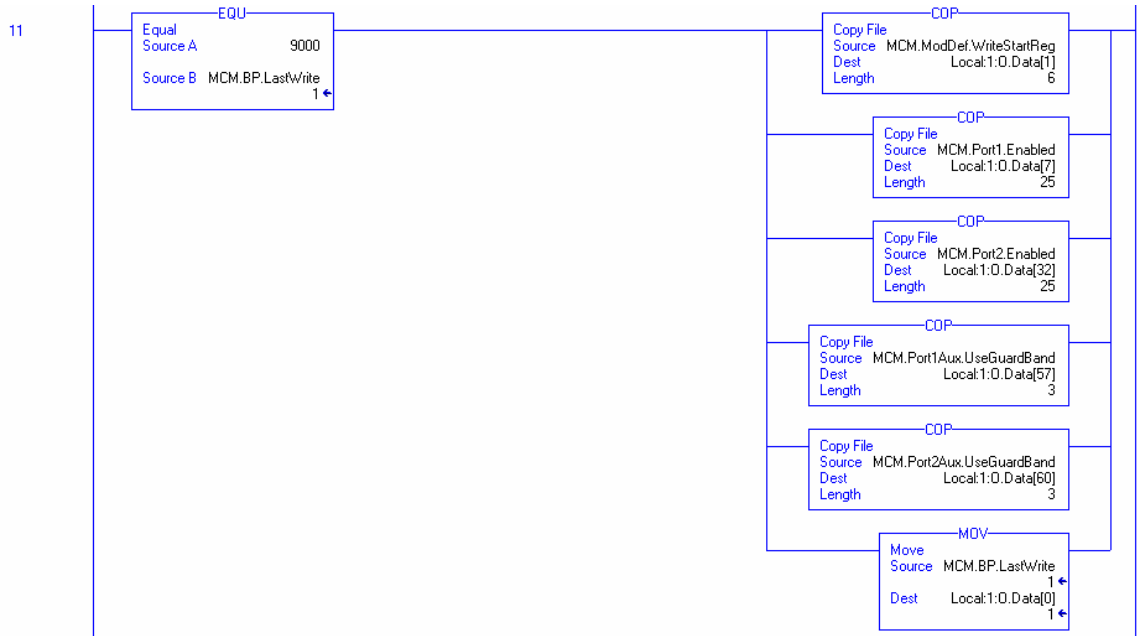 11
EQU
Equal
Source A 9000
Source B MCM.BP.LastWrite
1
COP
Copy File
Source MCM.ModDef.WriteStartReg
Dest Local:1:O.Data[1]
Length 6
COP
Copy File
Source MCM.Port1.Enabled
Dest Local:1:O.Data[7]
Length 25
COP
Copy File
Source MCM.Port2.Enabled
Dest Local:1:O.Data[32]
Length 25
COP
Copy File
Source MCM.Port1Aux.UseGuardBand
Dest Local:1:O.Data[57]
Length 3
COP
Copy File
Source MCM.Port2Aux.UseGuardBand
Dest Local:1:O.Data[60]
Length 3
MOV
Move
Source MCM.BP.LastWrite
1
Dest Local:1:O.Data[0]
1